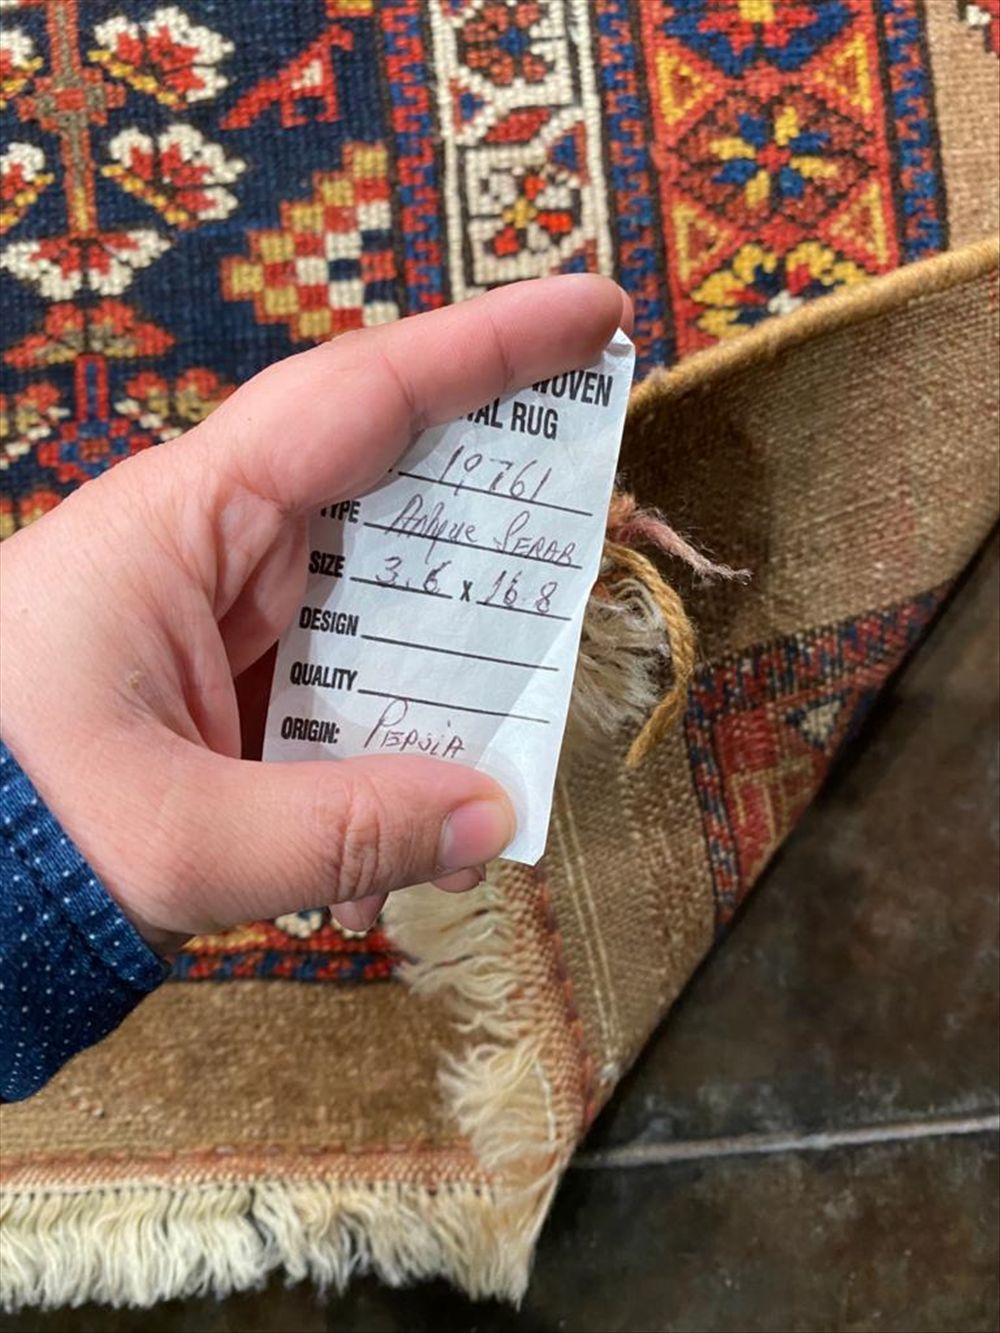 WOVEN
RUG
19761
TYPE Antique SERAB
SIZE 3.6 x 16.8
DESIGN
QUALITY
ORIGIN: PERSIA